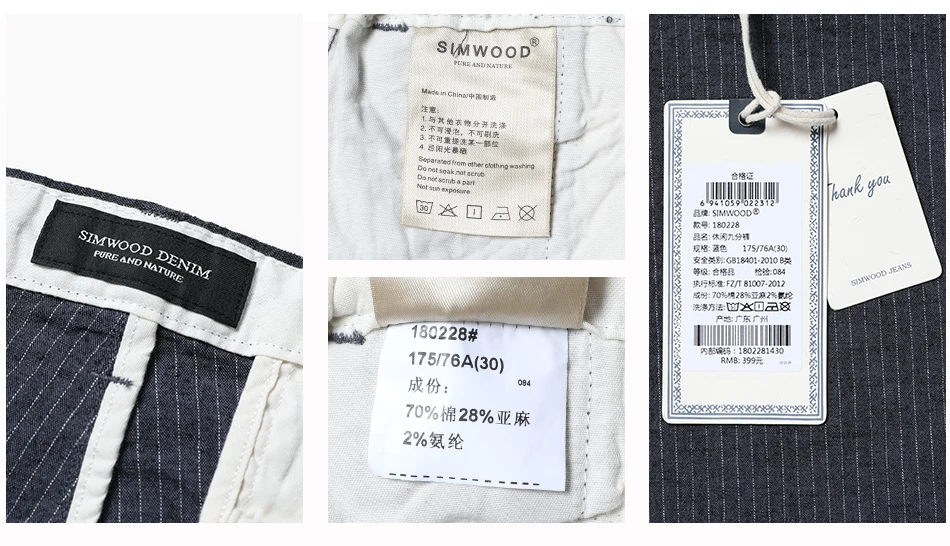 SIMWOOD DENIM
PURE AND NATURE
SIMWOOD®
PURE AND NATURE
Made in China/中国制造
注意:
1. 与其他衣物分开洗涤
2. 不可浸泡, 不可刷洗
3. 不可重搓洗某一部位
4. 忌阳光暴晒
Separated from other clothing washing
Do not soak,not scrub
Do not scrub a part
Not sun exposure
30
180228#
175/76A(30)
成份:
084
70%棉28%亚麻
2%氨纶
合格证
6 941059 022312
品牌: SIMWOOD®
款号: 180228
品名: 休闲九分裤
规格: 蓝色 175/76A(30)
安全类别:GB18401-2010 B类
等级: 合格品 检验:084
执行标准: FZ/T 81007-2012
成份: 70%棉28%亚麻2%氨纶
洗涤方法:
产地: 广东 广州
内部编码: 1802281430
RMB: 399元
Thank you
SIMWOOD JEANS